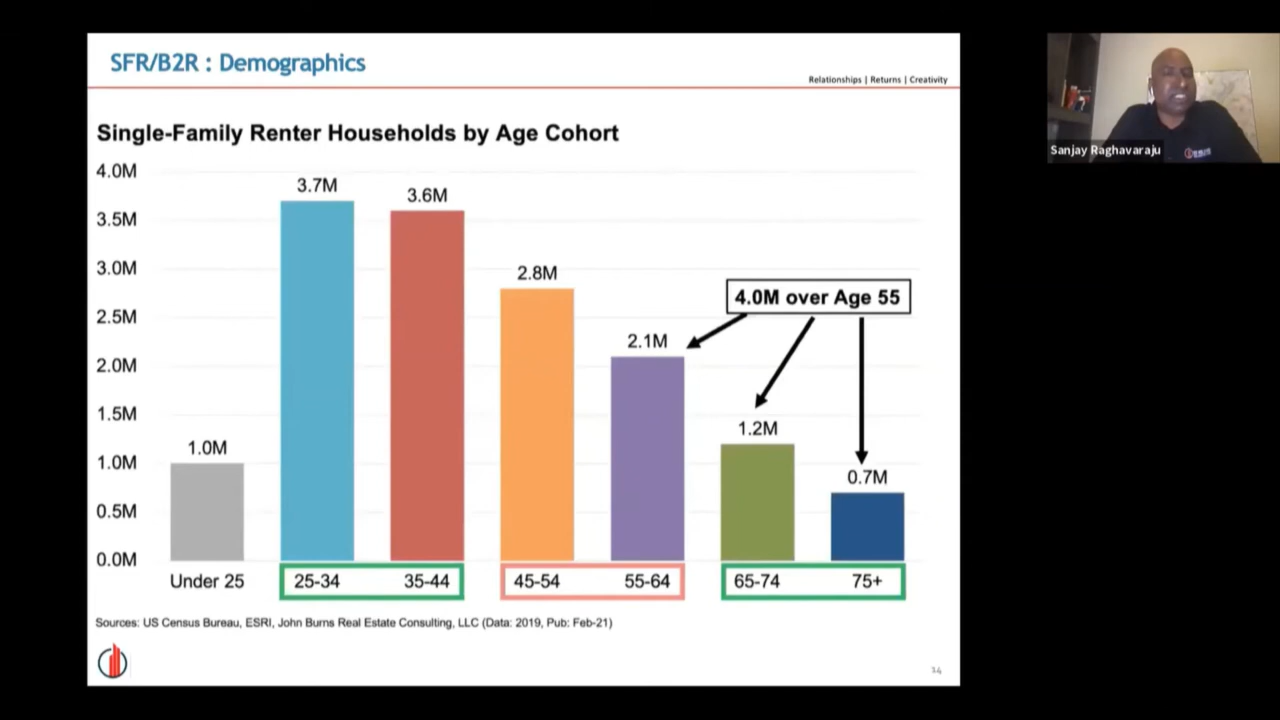 SFR/B2R : Demographics
Relationships | Returns | Creativity
Single-Family Renter Households by Age Cohort
4.0M
3.5M
3.0M
2.5M
2.0M
1.5M
1.0M
0.5M
0.0M
1.0M
3.7M
3.6M
2.8M
2.1M
1.2M
0.7M
4.0M over Age 55
Under 25
25-34
35-44
45-54
55-64
65-74
75+
Sources: US Census Bureau, ESRI, John Burns Real Estate Consulting, LLC (Data: 2019, Pub: Feb-21)
14
Sanjay Raghavaraju